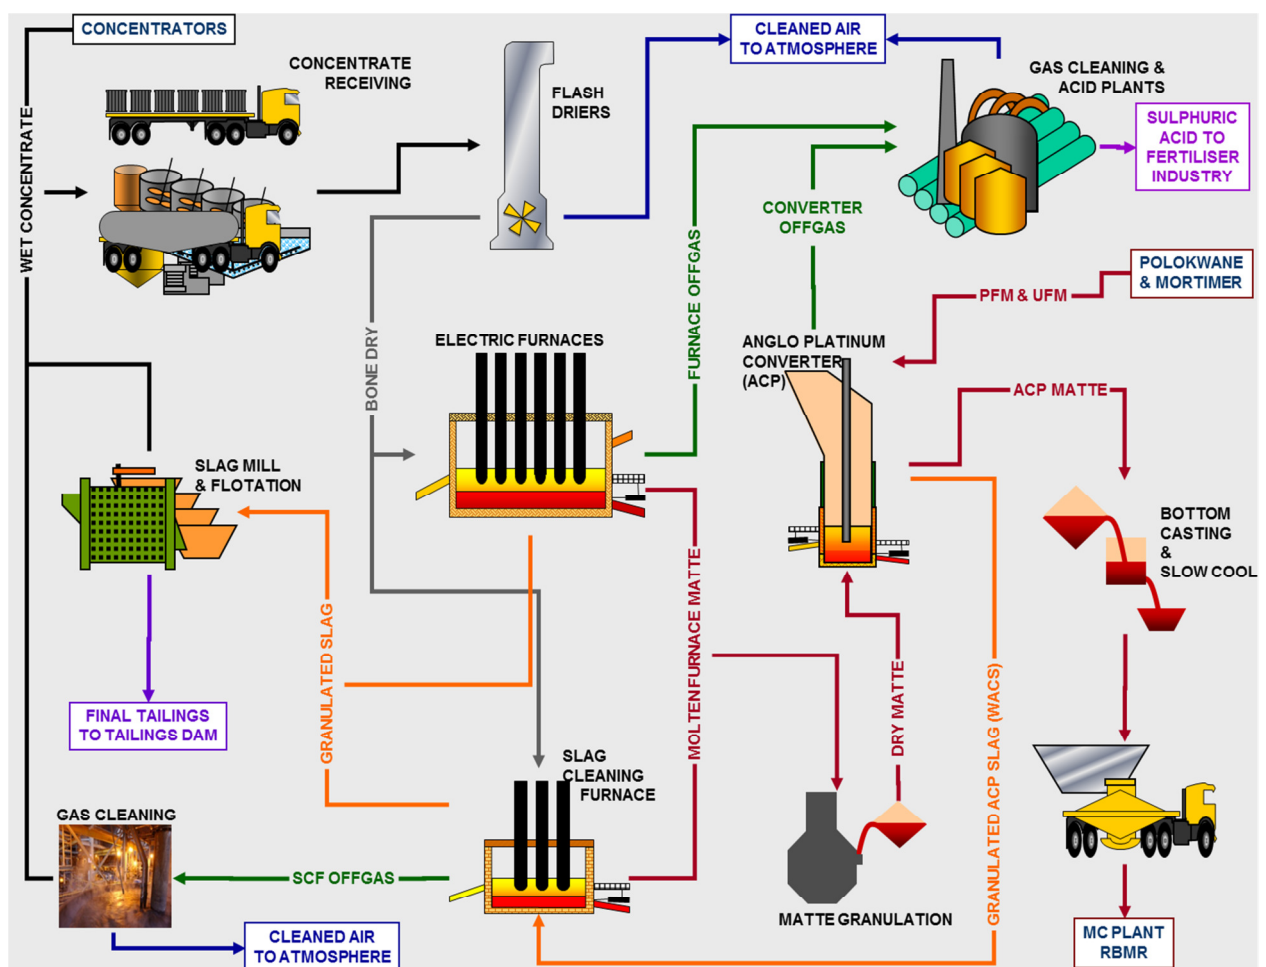 CONCENTRATORS
CONCENTRATE
RECEIVING
WET CONCENTRATE
FLASH
DRIERS
CLEANED AIR
TO ATMOSPHERE
GAS CLEANING &
ACID PLANTS
SULPHURIC
ACID TO
FERTILISER
INDUSTRY
CONVERTER
OFFGAS
FURNACE OFFGAS
POLOKWANE
& MORTIMER
PFM & UFM
BONE DRY
ELECTRIC FURNACES
ANGLO PLATINUM
CONVERTER
(ACP)
ACP MATTE
SLAG MILL
& FLOTATION
BOTTOM
CASTING
&
SLOW COOL
GRANULATED SLAG
MOLTEN FURNACE MATTE
DRY MATTE
GRANULATED ACP SLAG (WACS)
FINAL TAILINGS
TO TAILINGS DAM
SLAG
CLEANING
FURNACE
GAS CLEANING
SCF OFFGAS
MATTE GRANULATION
CLEANED AIR
TO ATMOSPHERE
MC PLANT
RBMR